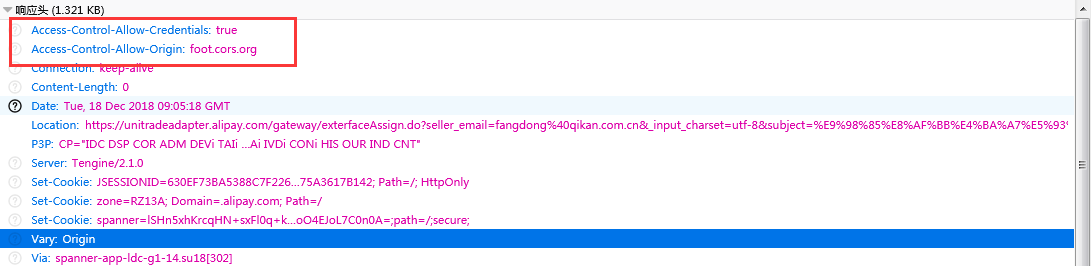 响应头 (1.321 KB)
Access-Control-Allow-Credentials: true
Access-Control-Allow-Origin: foot.cors.org
Connection: keep-alive
Content-Length: 0
Date: Tue, 18 Dec 2018 09:05:18 GMT
Location: https://unitradeadapter.alipay.com/gateway/exterfaceAssign.do?seller_email=fangdong%40qikan.com.cn&_input_charset=utf-8&subject=%E9%98%85%E8%AF%BB%E4%BA%A7%E5%93%
P3P: CP="IDC DSP COR ADM DEVi TAIi …Ai IVDi CONi HIS OUR IND CNT"
Server: Tengine/2.1.0
Set-Cookie: JSESSIONID=630EF73BA5388C7F226…75A3617B142; Path=/; HttpOnly
Set-Cookie: zone=RZ13A; Domain=.alipay.com; Path=/
Set-Cookie: spanner=lSHn5xhKrcqHN+sxFl0q+k…oO4EJoL7C0n0A=;path=/;secure;
Vary: Origin
Via: spanner-app-ldc-g1-14.su18[302]